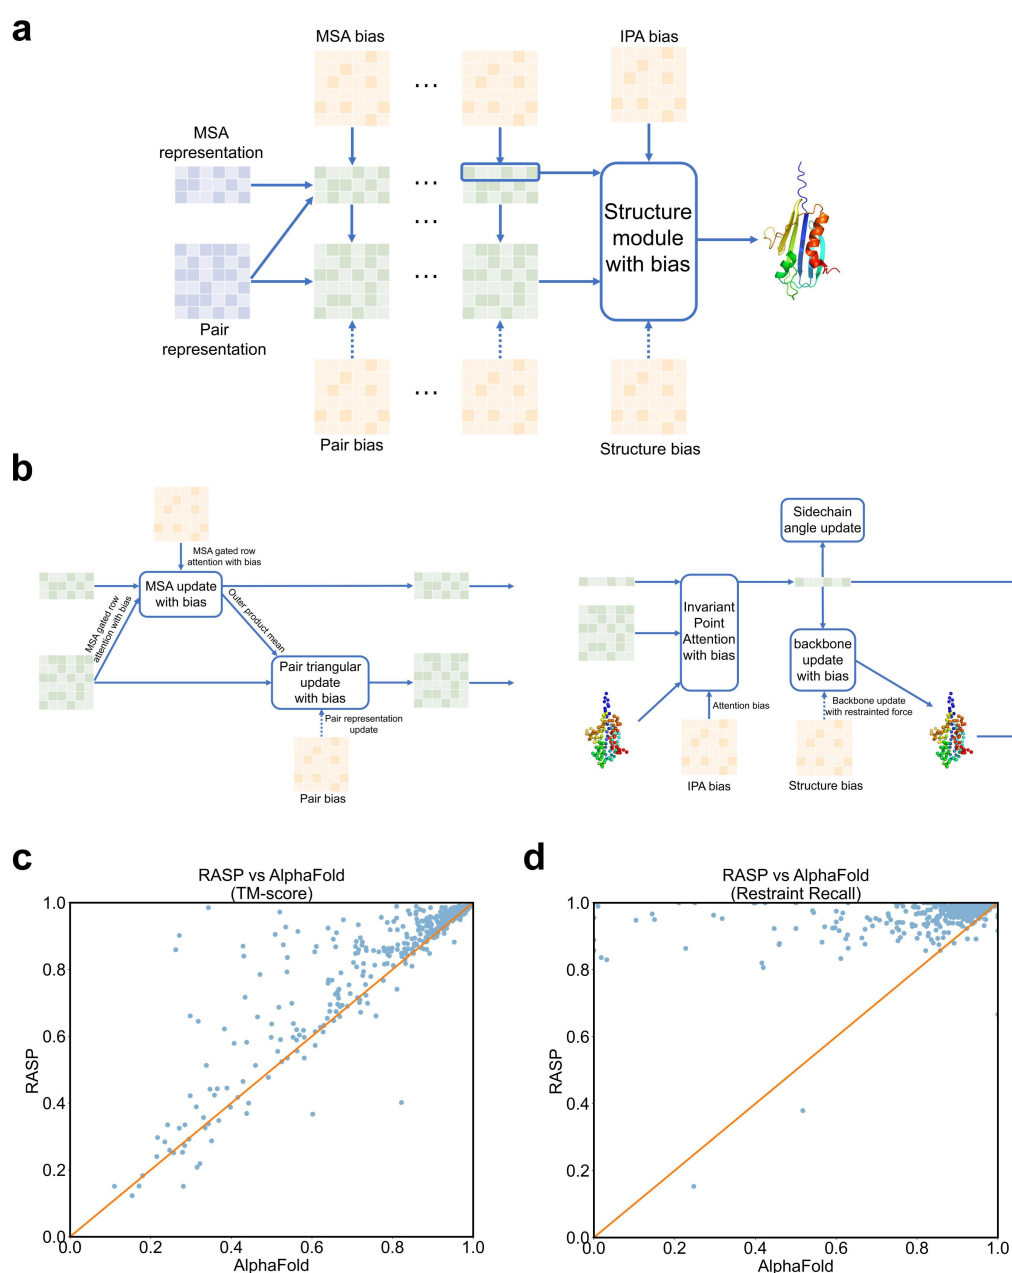 a
MSA bias
IPA bias
...
MSA
representation
...
...
Structure
module
with bias
...
Pair
representation
...
Pair bias
Structure bias
b
MSA gated row
attention with bias
MSA update
with bias
MSA gated row
attention with bias
Outer product mean
Pair triangular
update
with bias
Pair representation
update
Pair bias
Sidechain
angle update
Invariant
Point
Attention
with bias
backbone
update
with bias
Attention bias
Backbone update
with restrainted force
IPA bias
Structure bias
c
RASP vs AlphaFold
(TM-score)
1.0
0.8
0.6
0.4
0.2
0.0
RASP
0.0 0.2 0.4 0.6 0.8 1.0
AlphaFold
d
RASP vs AlphaFold
(Restraint Recall)
1.0
0.8
0.6
0.4
0.2
0.0
RASP
0.0 0.2 0.4 0.6 0.8 1.0
AlphaFold